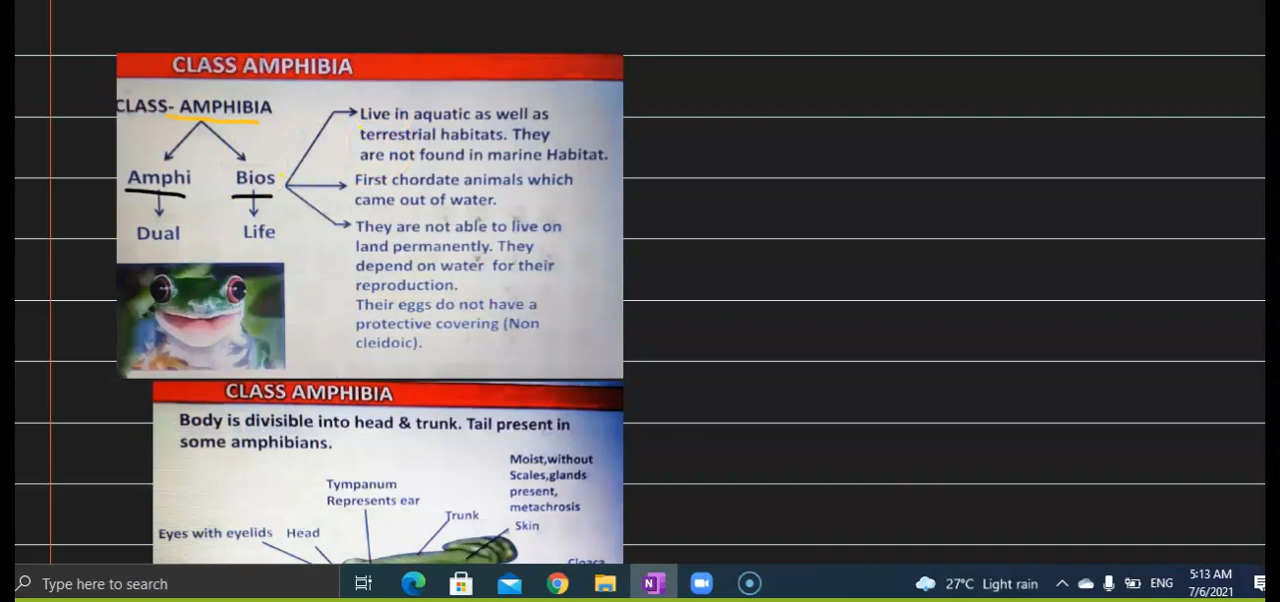 CLASS AMPHIBIA
CLASS- AMPHIBIA
Amphi Bios
Dual Life
Live in aquatic as well as
terrestrial habitats. They
are not found in marine Habitat.
First chordate animals which
came out of water.
They are not able to live on
land permanently. They
depend on water for their
reproduction.
Their eggs do not have a
protective covering (Non
cleidoic).
CLASS AMPHIBIA
Body is divisible into head & trunk. Tail present in
some amphibians.
Moist,without
Scales,glands
present,
metachrosis
Skin
Tympanum
Represents ear
Trunk
Eyes with eyelids Head
Cloaca
Type here to search
27°C Light rain
ENG
5:13 AM
7/6/2021